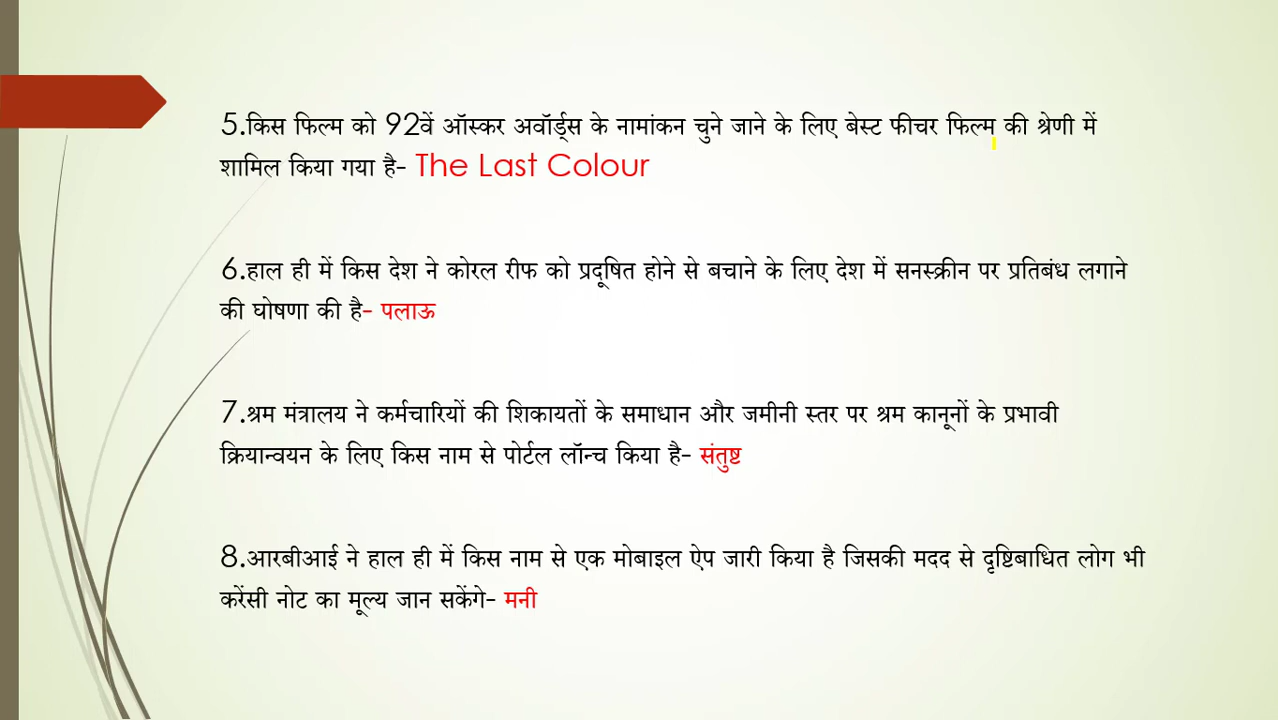 5.किस फिल्म को 92वें ऑस्कर अवॉर्ड्स के नामांकन चुने जाने के लिए बेस्ट फीचर फिल्म की श्रेणी में
शामिल किया गया है- The Last Colour
6.हाल ही में किस देश ने कोरल रीफ को प्रदूषित होने से बचाने के लिए देश में सनस्क्रीन पर प्रतिबंध लगाने
की घोषणा की है- पलाऊ
7.श्रम मंत्रालय ने कर्मचारियों की शिकायतों के समाधान और जमीनी स्तर पर श्रम कानूनों के प्रभावी
क्रियान्वयन के लिए किस नाम से पोर्टल लॉन्च किया है- संतुष्ट
8.आरबीआई ने हाल ही में किस नाम से एक मोबाइल ऐप जारी किया है जिसकी मदद से दृष्टिबाधित लोग भी
करेंसी नोट का मूल्य जान सकेंगे- मनी